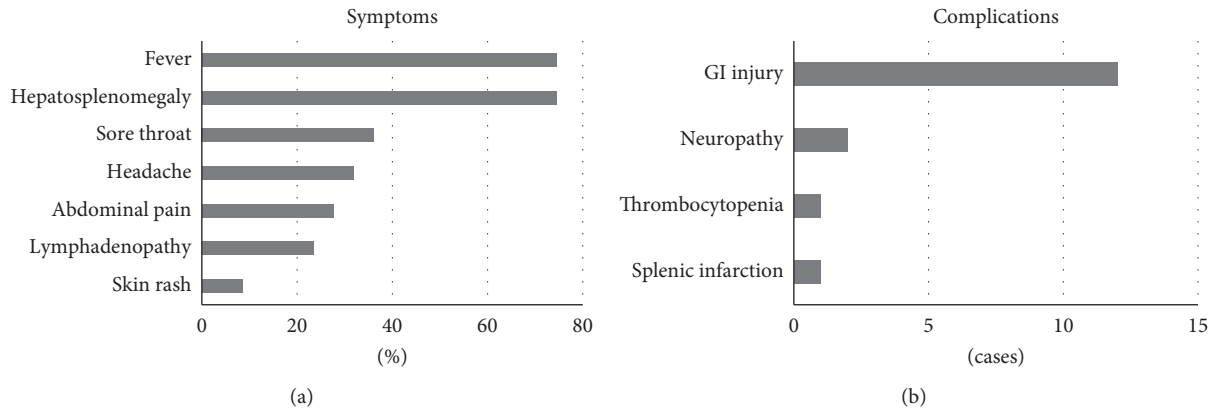 Symptoms
Fever
Hepatosplenomegaly
Sore throat
Headache
Abdominal pain
Lymphadenopathy
Skin rash
0 20 40 60 80
(%)
(a)
Complications
GI injury
Neuropathy
Thrombocytopenia
Splenic infarction
0 5 10 15
(cases)
(b)